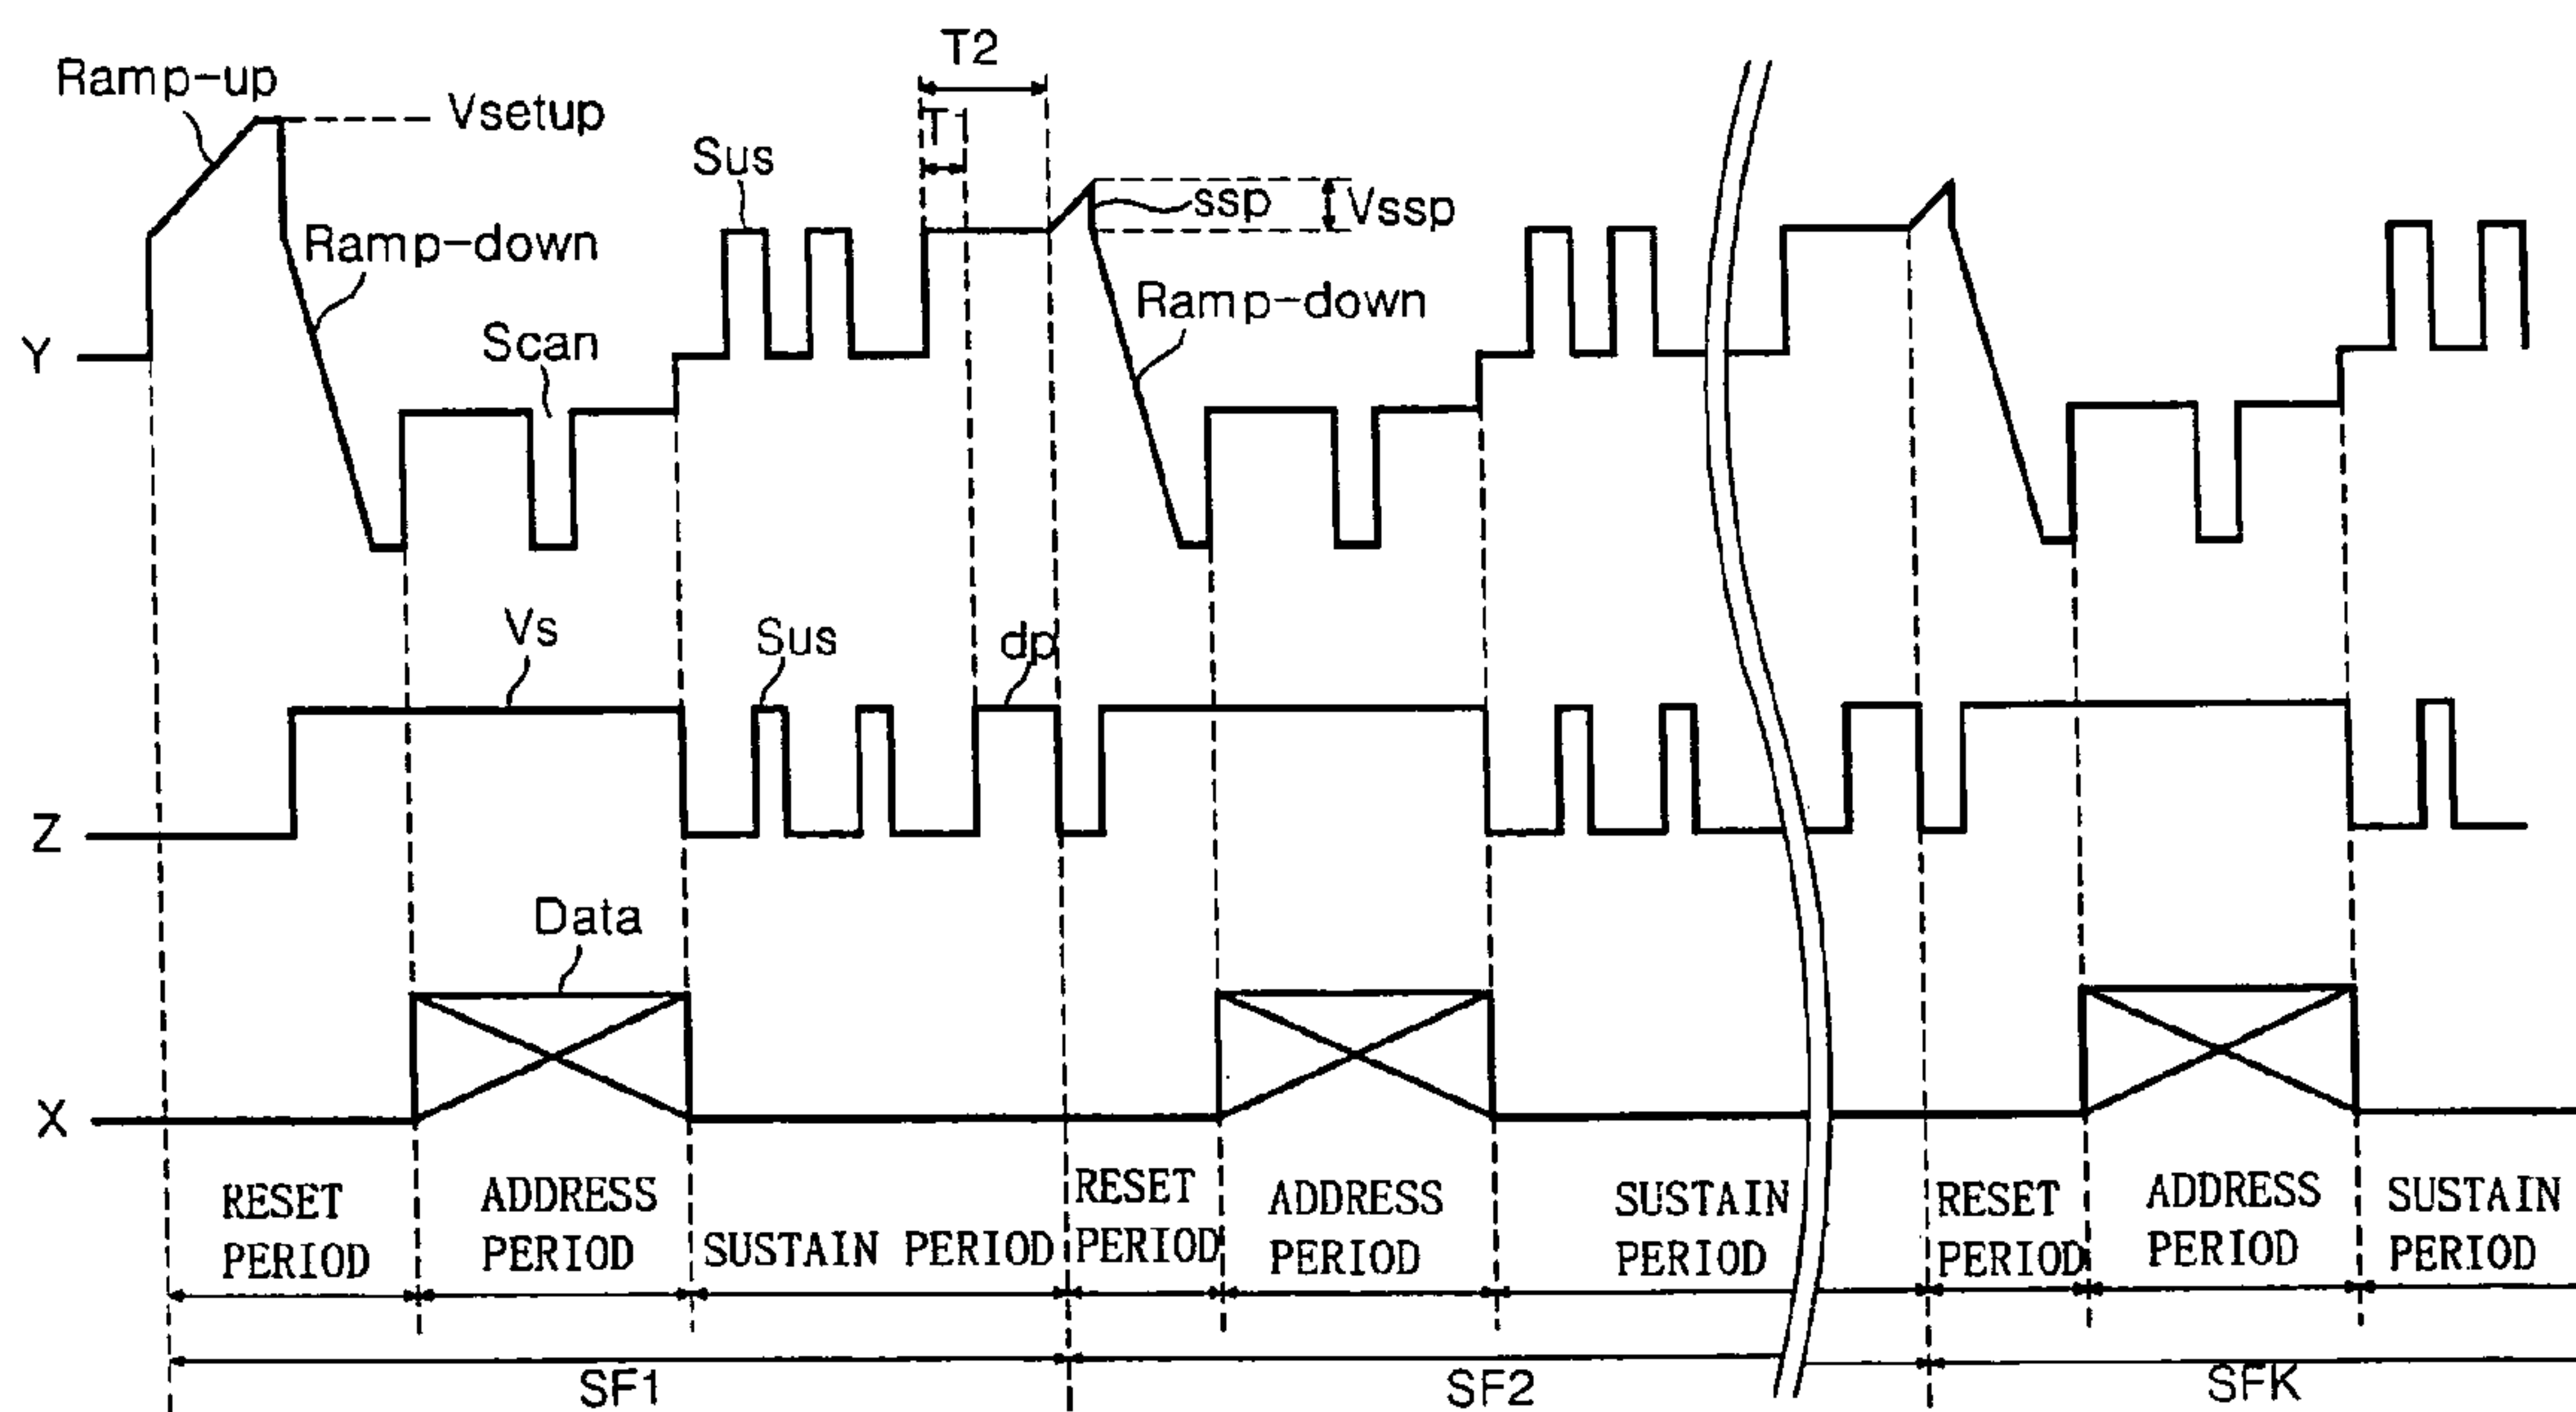 T2
Ramp-up
Vsetup
T1
Sus
ssp
Vssp
Ramp-down
Ramp-down
Scan
Y
Vs
Sus
dp
Z
Data
X
RESET
PERIOD
ADDRESS
PERIOD
SUSTAIN PERIOD
RESET
PERIOD
ADDRESS
PERIOD
SUSTAIN
PERIOD
RESET
PERIOD
ADDRESS
PERIOD
SUSTAIN
PERIOD
SF1
SF2
SFK